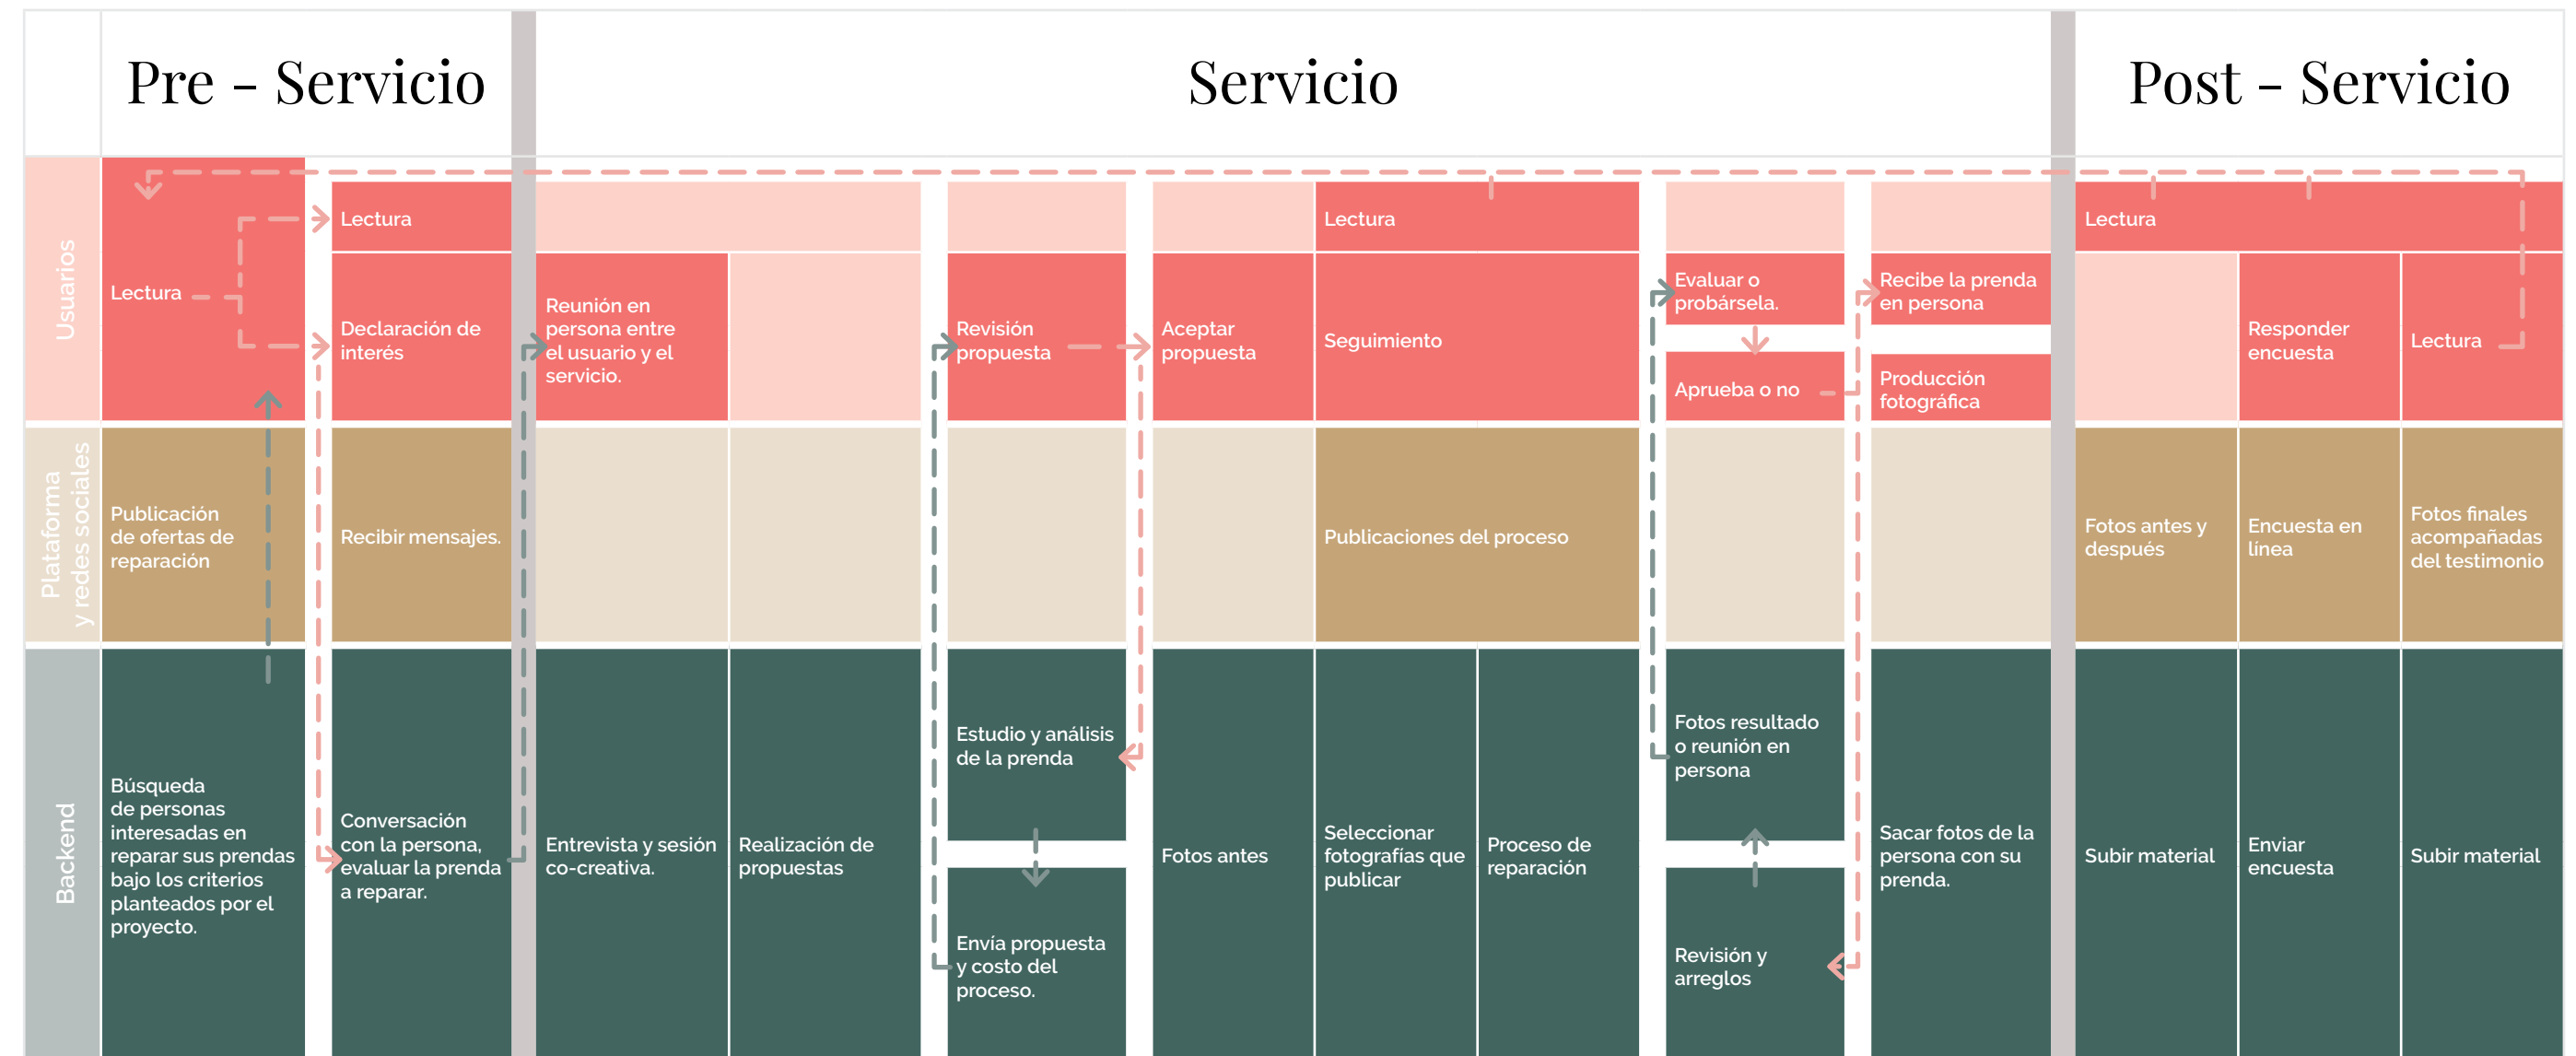 Pre - Servicio
Servicio
Post - Servicio
Usuarios
Lectura
Lectura
Declaración de
interés
Reunión en
persona entre
el usuario y el
servicio.
Revisión
propuesta
Aceptar
propuesta
Lectura
Seguimiento
Evaluar o
probársela.
Aprueba o no
Recibe la prenda
en persona
Producción
fotográfica
Lectura
Responder
encuesta
Lectura
Plataforma
y redes sociales
Publicación
de ofertas de
reparación
Recibir mensajes.
Publicaciones del proceso
Fotos antes y
después
Encuesta en
línea
Fotos finales
acompañadas
del testimonio
Backend
Búsqueda
de personas
interesadas en
reparar sus prendas
bajo los criterios
planteados por el
proyecto.
Conversación
con la persona,
evaluar la prenda
a reparar.
Entrevista y sesión
co-creativa.
Realización de
propuestas
Estudio y análisis
de la prenda
Envía propuesta
y costo del
proceso.
Fotos antes
Seleccionar
fotografías que
publicar
Proceso de
reparación
Fotos resultado
o reunión en
persona
Revisión y
arreglos
Sacar fotos de la
persona con su
prenda.
Subir material
Enviar
encuesta
Subir material